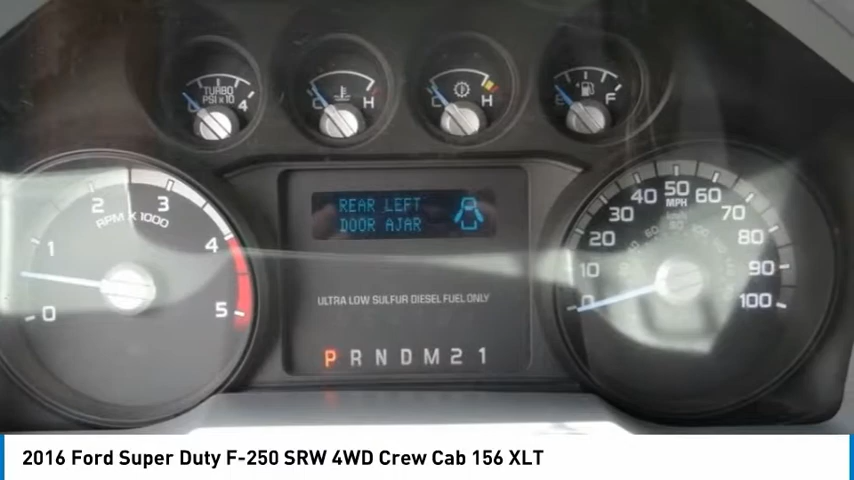 TURBO
PSI X 10
4
C H
C H
E F
0 1 2 3 4 5
RPM X 1000
REAR LEFT
DOOR AJAR
ULTRA LOW SULFUR DIESEL FUEL ONLY
P R N D M 2 1
0 10 20 30 40 50 60 70 80 90 100
MPH
km/h
2016 Ford Super Duty F-250 SRW 4WD Crew Cab 156 XLT